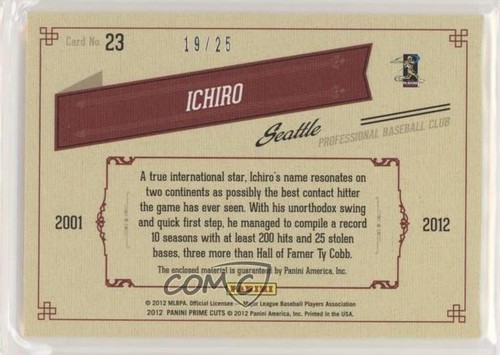 Card No. 23
19/25
ICHIRO
Seattle
PROFESSIONAL BASEBALL CLUB
A true international star, Ichiro's name resonates on
two continents as possibly the best contact hitter
the game has ever seen. With his unorthodox swing
and quick first step, he managed to compile a record
10 seasons with at least 200 hits and 25 stolen
bases, three more than Hall of Famer Ty Cobb.
2001
2012
The enclosed material is guaranteed by Panini America, Inc.
PANINI
COMC
© 2012 MLBPA. Official Licensee – Major League Baseball Players Association
2012 PANINI PRIME CUTS © 2012 Panini America, Inc. Printed in the USA.